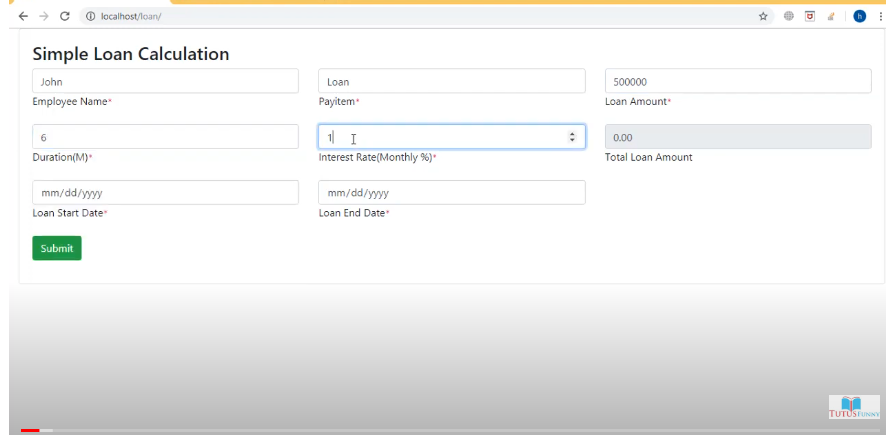 localhost/loan/
h
Simple Loan Calculation
John Loan 500000
Employee Name* Payitem* Loan Amount*
6 1 0.00
Duration(M)* Interest Rate(Monthly %)* Total Loan Amount
mm/dd/yyyy mm/dd/yyyy
Loan Start Date* Loan End Date*
Submit
TUTUSFUNNY